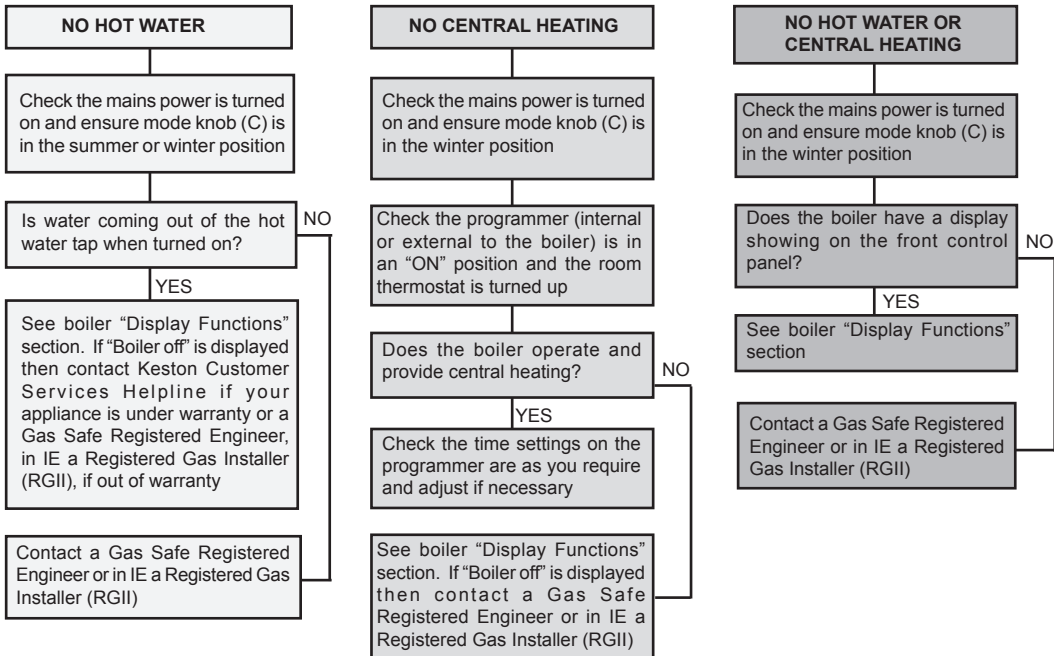 NO HOT WATER
Check the mains power is turned
on and ensure mode knob (C) is
in the summer or winter position
Is water coming out of the hot
water tap when turned on?
NO
YES
See boiler “Display Functions”
section. If “Boiler off” is displayed
then contact Keston Customer
Services Helpline if your
appliance is under warranty or a
Gas Safe Registered Engineer,
in IE a Registered Gas Installer
(RGII), if out of warranty
Contact a Gas Safe Registered
Engineer or in IE a Registered Gas
Installer (RGII)
NO CENTRAL HEATING
Check the mains power is turned
on and ensure mode knob (C) is
in the winter position
Check the programmer (internal
or external to the boiler) is in
an “ON” position and the room
thermostat is turned up
Does the boiler operate and
provide central heating?
NO
YES
Check the time settings on the
programmer are as you require
and adjust if necessary
See boiler “Display Functions”
section. If “Boiler off” is displayed
then contact a Gas Safe
Registered Engineer or in IE a
Registered Gas Installer (RGII)
NO HOT WATER OR
CENTRAL HEATING
Check the mains power is turned
on and ensure mode knob (C) is
in the winter position
Does the boiler have a display
showing on the front control
panel?
NO
YES
See boiler “Display Functions”
section
Contact a Gas Safe Registered
Engineer or in IE a Registered
Gas Installer (RGII)